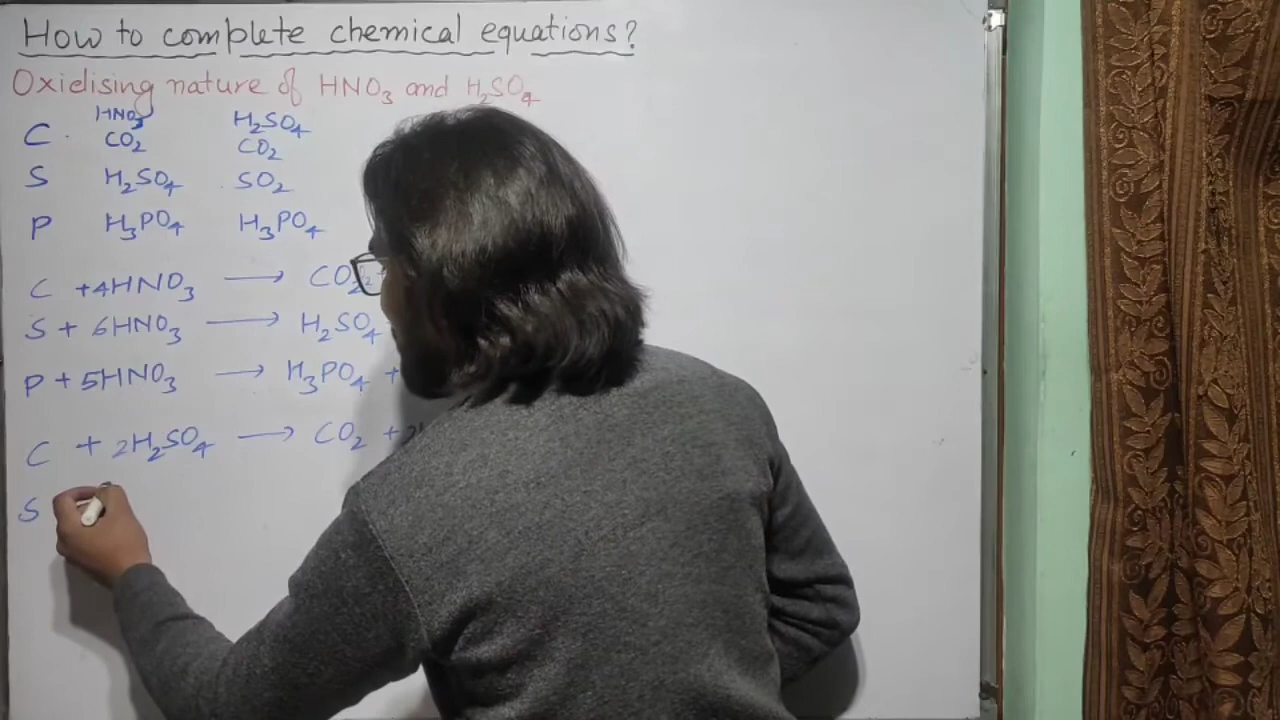 How to complete chemical equations?
Oxidising nature of HNO3 and H2SO4
HNO3 H2SO4
C CO2 CO2
S H2SO4 SO2
P H3PO4 H3PO4
C +4HNO3 → CO2
S + 6HNO3 → H2SO4
P + 5HNO3 → H3PO4 +
C + 2H2SO4 → CO2 +2
S